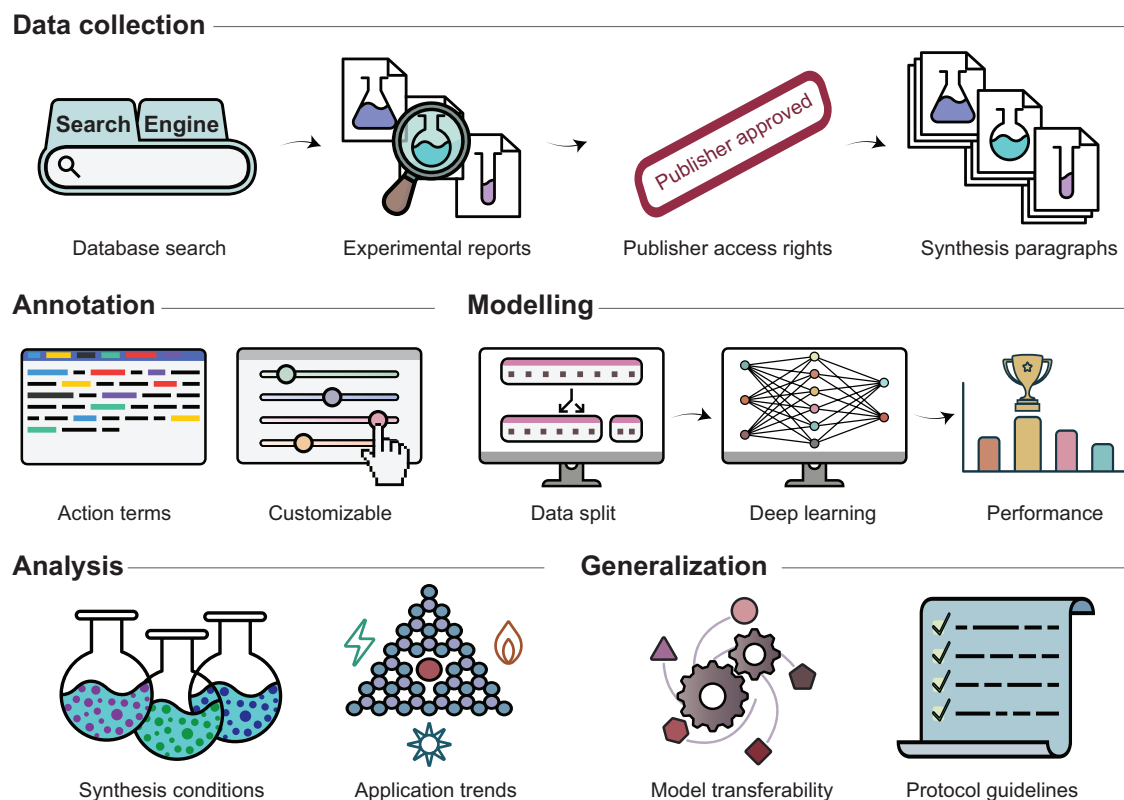 Data collection
Search Engine
Publisher approved
Database search
Experimental reports
Publisher access rights
Synthesis paragraphs
Annotation
Modelling
Action terms
Customizable
Data split
Deep learning
Performance
Analysis
Generalization
Synthesis conditions
Application trends
Model transferability
Protocol guidelines